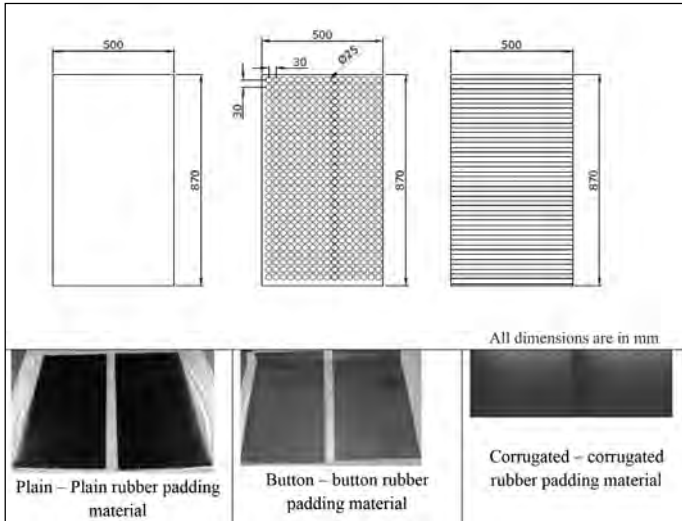 500
500
500
Ø25
30
30
870
870
870
All dimensions are in mm
Plain – Plain rubber padding
material
Button – button rubber
padding material
Corrugated – corrugated
rubber padding material